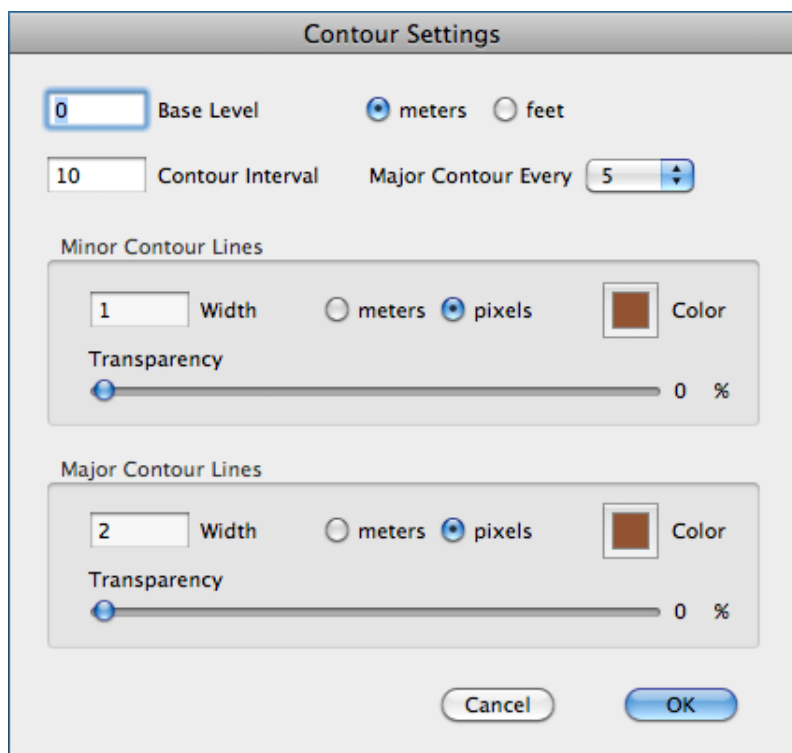 Contour Settings
0 Base Level meters feet
10 Contour Interval Major Contour Every 5
Minor Contour Lines
1 Width meters pixels Color
Transparency
0 %
Major Contour Lines
2 Width meters pixels Color
Transparency
0 %
Cancel OK